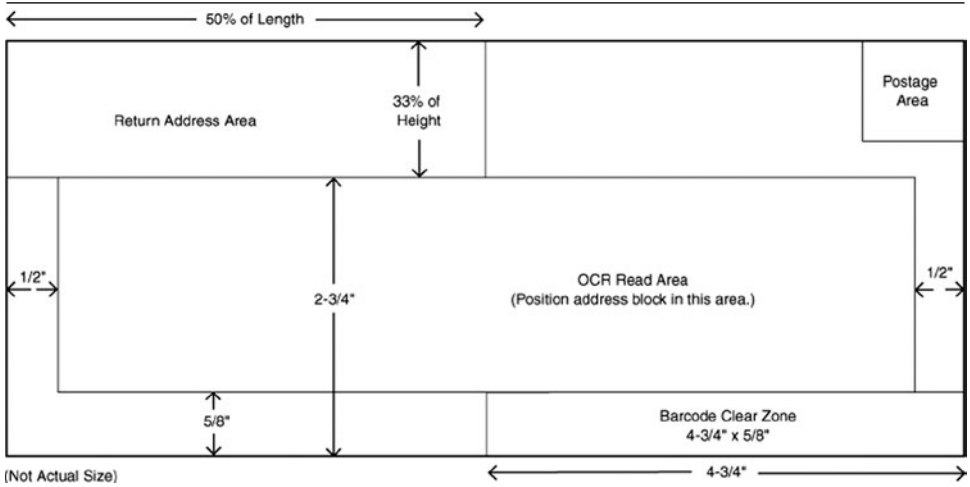 50% of Length
Return Address Area
33% of
Height
Postage
Area
1/2"
2-3/4"
OCR Read Area
(Position address block in this area.)
1/2"
5/8"
Barcode Clear Zone
4-3/4" x 5/8"
(Not Actual Size)
4-3/4"